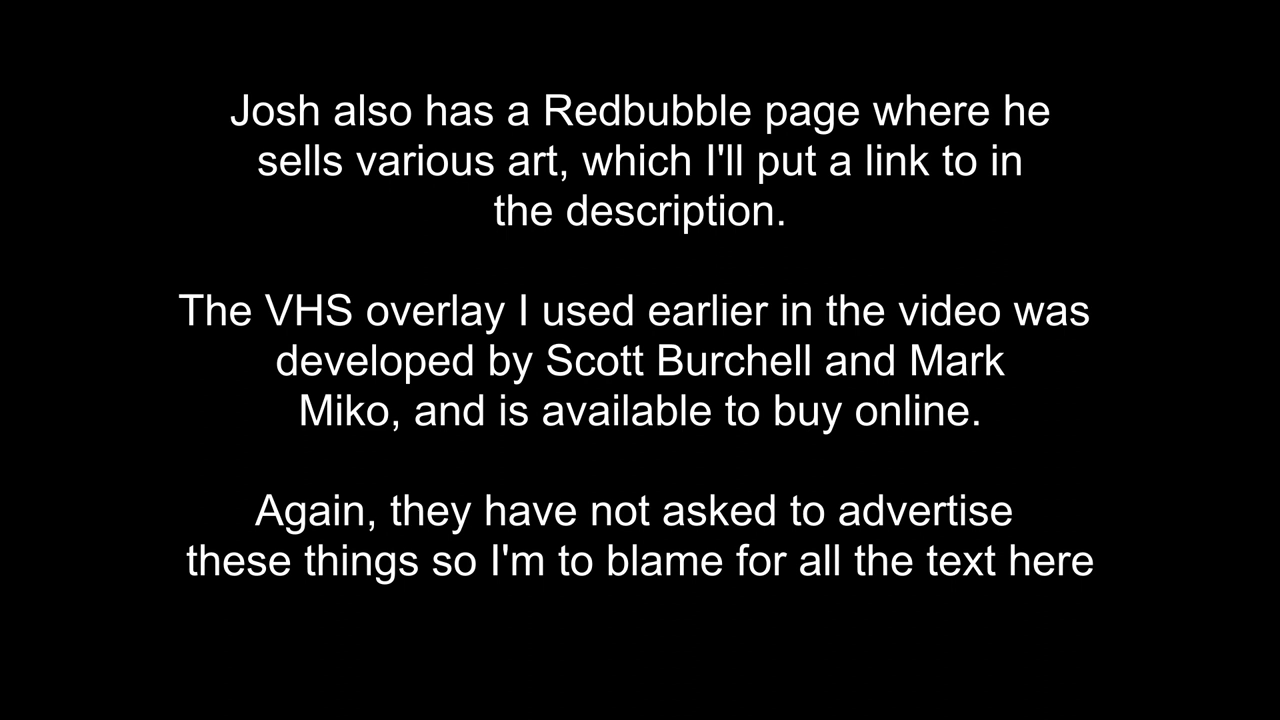 Josh also has a Redbubble page where he
sells various art, which I'll put a link to in
the description.
The VHS overlay I used earlier in the video was
developed by Scott Burchell and Mark
Miko, and is available to buy online.
Again, they have not asked to advertise
these things so I'm to blame for all the text here